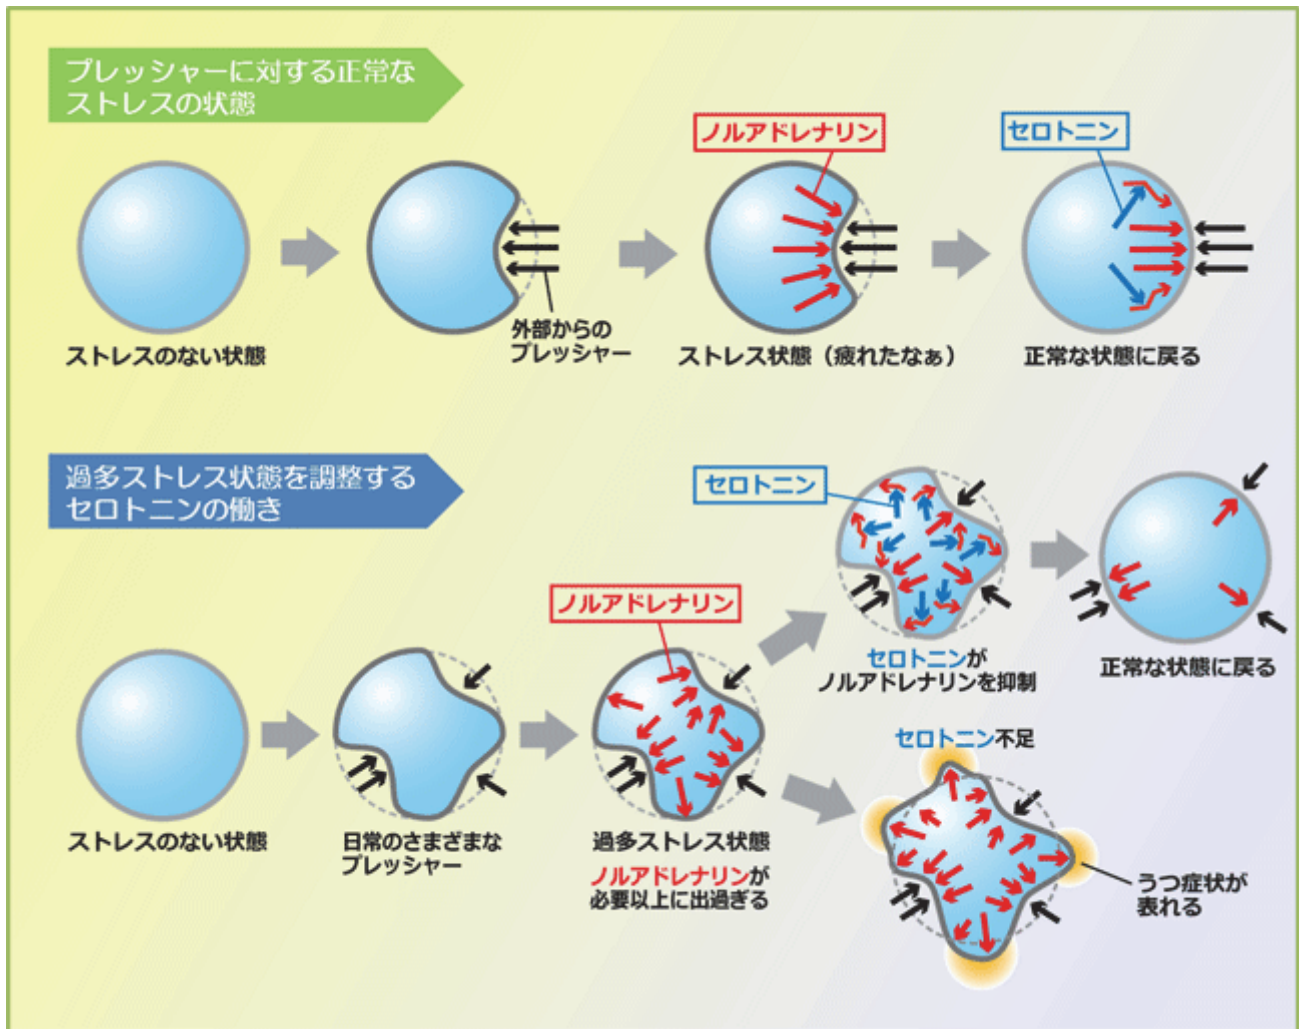 プレッシャーに対する正常な
ストレスの状態
ノルアドレナリン
セロトニン
外部からの
プレッシャー
ストレスのない状態
ストレス状態（疲れたなぁ）
正常な状態に戻る
過多ストレス状態を調整する
セロトニンの働き
セロトニン
ノルアドレナリン
セロトニンが
ノルアドレナリンを抑制
正常な状態に戻る
セロトニン不足
ストレスのない状態
日常のさまざまな
プレッシャー
過多ストレス状態
ノルアドレナリンが
必要以上に出過ぎる
うつ症状が
表れる